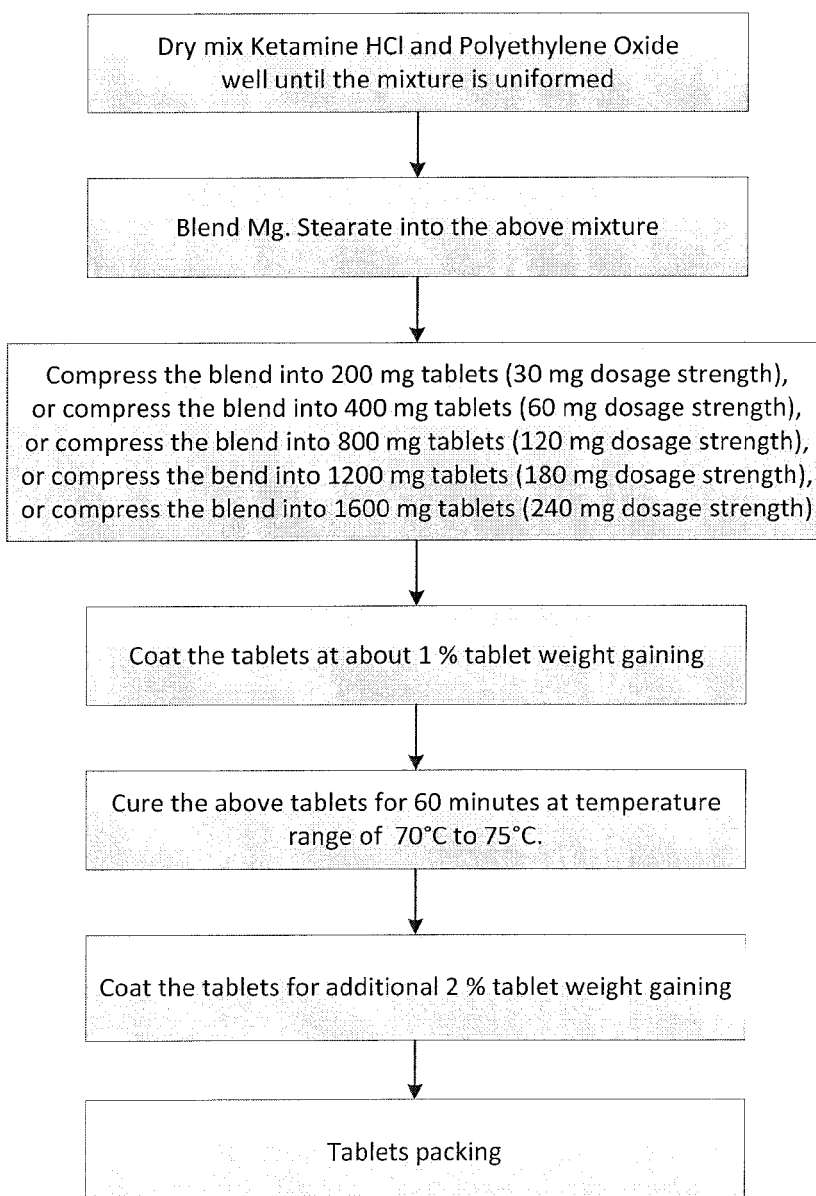 Dry mix Ketamine HCl and Polyethylene Oxide
well until the mixture is uniformed
Blend Mg. Stearate into the above mixture
Compress the blend into 200 mg tablets (30 mg dosage strength),
or compress the blend into 400 mg tablets (60 mg dosage strength),
or compress the blend into 800 mg tablets (120 mg dosage strength),
or compress the bend into 1200 mg tablets (180 mg dosage strength),
or compress the blend into 1600 mg tablets (240 mg dosage strength)
Coat the tablets at about 1 % tablet weight gaining
Cure the above tablets for 60 minutes at temperature
range of 70°C to 75°C.
Coat the tablets for additional 2 % tablet weight gaining
Tablets packing